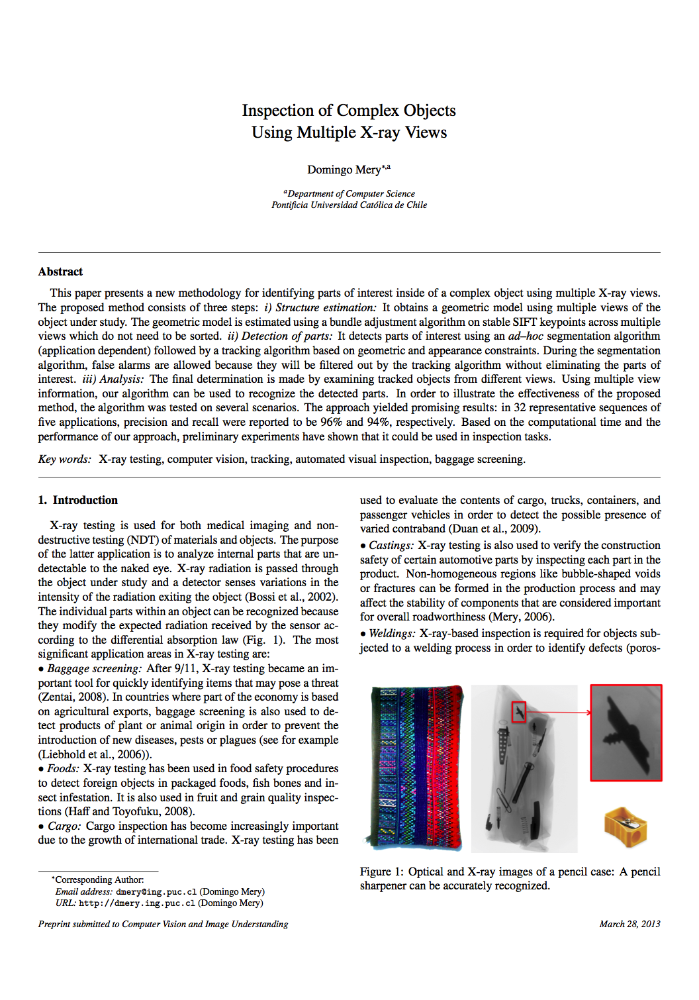 Inspection of Complex Objects
Using Multiple X-ray Views
Domingo Mery*,a
aDepartment of Computer Science
Pontificia Universidad Católica de Chile
Abstract
This paper presents a new methodology for identifying parts of interest inside of a complex object using multiple X-ray views.
The proposed method consists of three steps: i) Structure estimation: It obtains a geometric model using multiple views of the
object under study. The geometric model is estimated using a bundle adjustment algorithm on stable SIFT keypoints across multiple
views which do not need to be sorted. ii) Detection of parts: It detects parts of interest using an ad–hoc segmentation algorithm
(application dependent) followed by a tracking algorithm based on geometric and appearance constraints. During the segmentation
algorithm, false alarms are allowed because they will be filtered out by the tracking algorithm without eliminating the parts of
interest. iii) Analysis: The final determination is made by examining tracked objects from different views. Using multiple view
information, our algorithm can be used to recognize the detected parts. In order to illustrate the effectiveness of the proposed
method, the algorithm was tested on several scenarios. The approach yielded promising results: in 32 representative sequences of
five applications, precision and recall were reported to be 96% and 94%, respectively. Based on the computational time and the
performance of our approach, preliminary experiments have shown that it could be used in inspection tasks.
Key words: X-ray testing, computer vision, tracking, automated visual inspection, baggage screening.
1. Introduction
X-ray testing is used for both medical imaging and non-
destructive testing (NDT) of materials and objects. The purpose
of the latter application is to analyze internal parts that are un-
detectable to the naked eye. X-ray radiation is passed through
the object under study and a detector senses variations in the
intensity of the radiation exiting the object (Bossi et al., 2002).
The individual parts within an object can be recognized because
they modify the expected radiation received by the sensor ac-
cording to the differential absorption law (Fig. 1). The most
significant application areas in X-ray testing are:
• Baggage screening: After 9/11, X-ray testing became an im-
portant tool for quickly identifying items that may pose a threat
(Zentai, 2008). In countries where part of the economy is based
on agricultural exports, baggage screening is also used to de-
tect products of plant or animal origin in order to prevent the
introduction of new diseases, pests or plagues (see for example
(Liebhold et al., 2006)).
• Foods: X-ray testing has been used in food safety procedures
to detect foreign objects in packaged foods, fish bones and in-
sect infestation. It is also used in fruit and grain quality inspec-
tions (Haff and Toyofuku, 2008).
• Cargo: Cargo inspection has become increasingly important
due to the growth of international trade. X-ray testing has been
*Corresponding Author:
Email address: dmery@ing.puc.cl (Domingo Mery)
URL: http://dmery.ing.puc.cl (Domingo Mery)
used to evaluate the contents of cargo, trucks, containers, and
passenger vehicles in order to detect the possible presence of
varied contraband (Duan et al., 2009).
• Castings: X-ray testing is also used to verify the construction
safety of certain automotive parts by inspecting each part in the
product. Non-homogeneous regions like bubble-shaped voids
or fractures can be formed in the production process and may
affect the stability of components that are considered important
for overall roadworthiness (Mery, 2006).
• Weldings: X-ray-based inspection is required for objects sub-
jected to a welding process in order to identify defects (poros-
Figure 1: Optical and X-ray images of a pencil case: A pencil
sharpener can be accurately recognized.
Preprint submitted to Computer Vision and Image Understanding
March 28, 2013